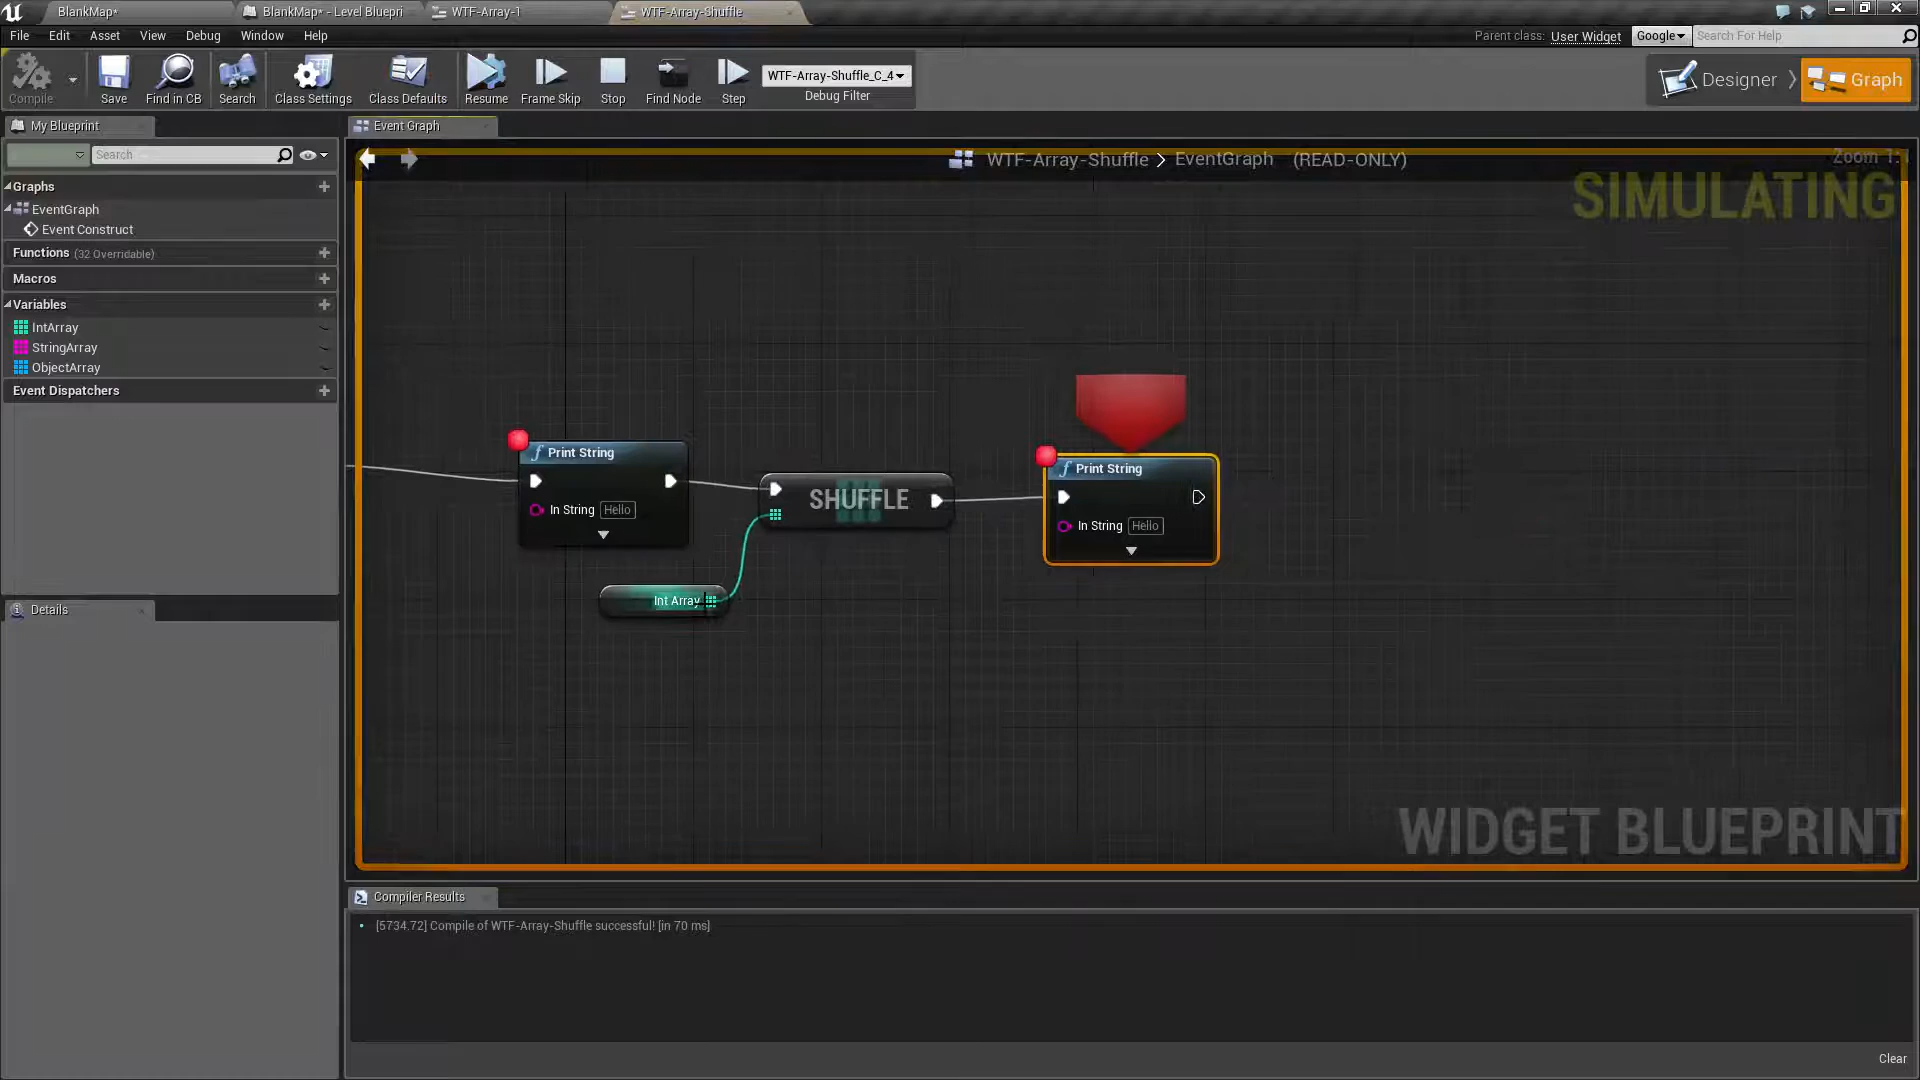 BlankMap*
BlankMap* - Level Bluepri
WTF-Array-1
WTF-Array-Shuffle
File Edit Asset View Debug Window Help
Parent class: User Widget Google Search For Help
Compile Save Find in CB Search Class Settings Class Defaults Resume Frame Skip Stop Find Node Step
WTF-Array-Shuffle_C_4
Debug Filter
Designer Graph
My Blueprint
Search
Graphs
EventGraph
Event Construct
Functions (32 Overridable)
Macros
Variables
IntArray
StringArray
ObjectArray
Event Dispatchers
Details
Event Graph
WTF-Array-Shuffle > EventGraph (READ-ONLY)
Zoom 1:1
SIMULATING
f Print String
In String Hello
SHUFFLE
Int Array
f Print String
In String Hello
WIDGET BLUEPRINT
Compiler Results
[5734.72] Compile of WTF-Array-Shuffle successful! [in 70 ms]
Clear